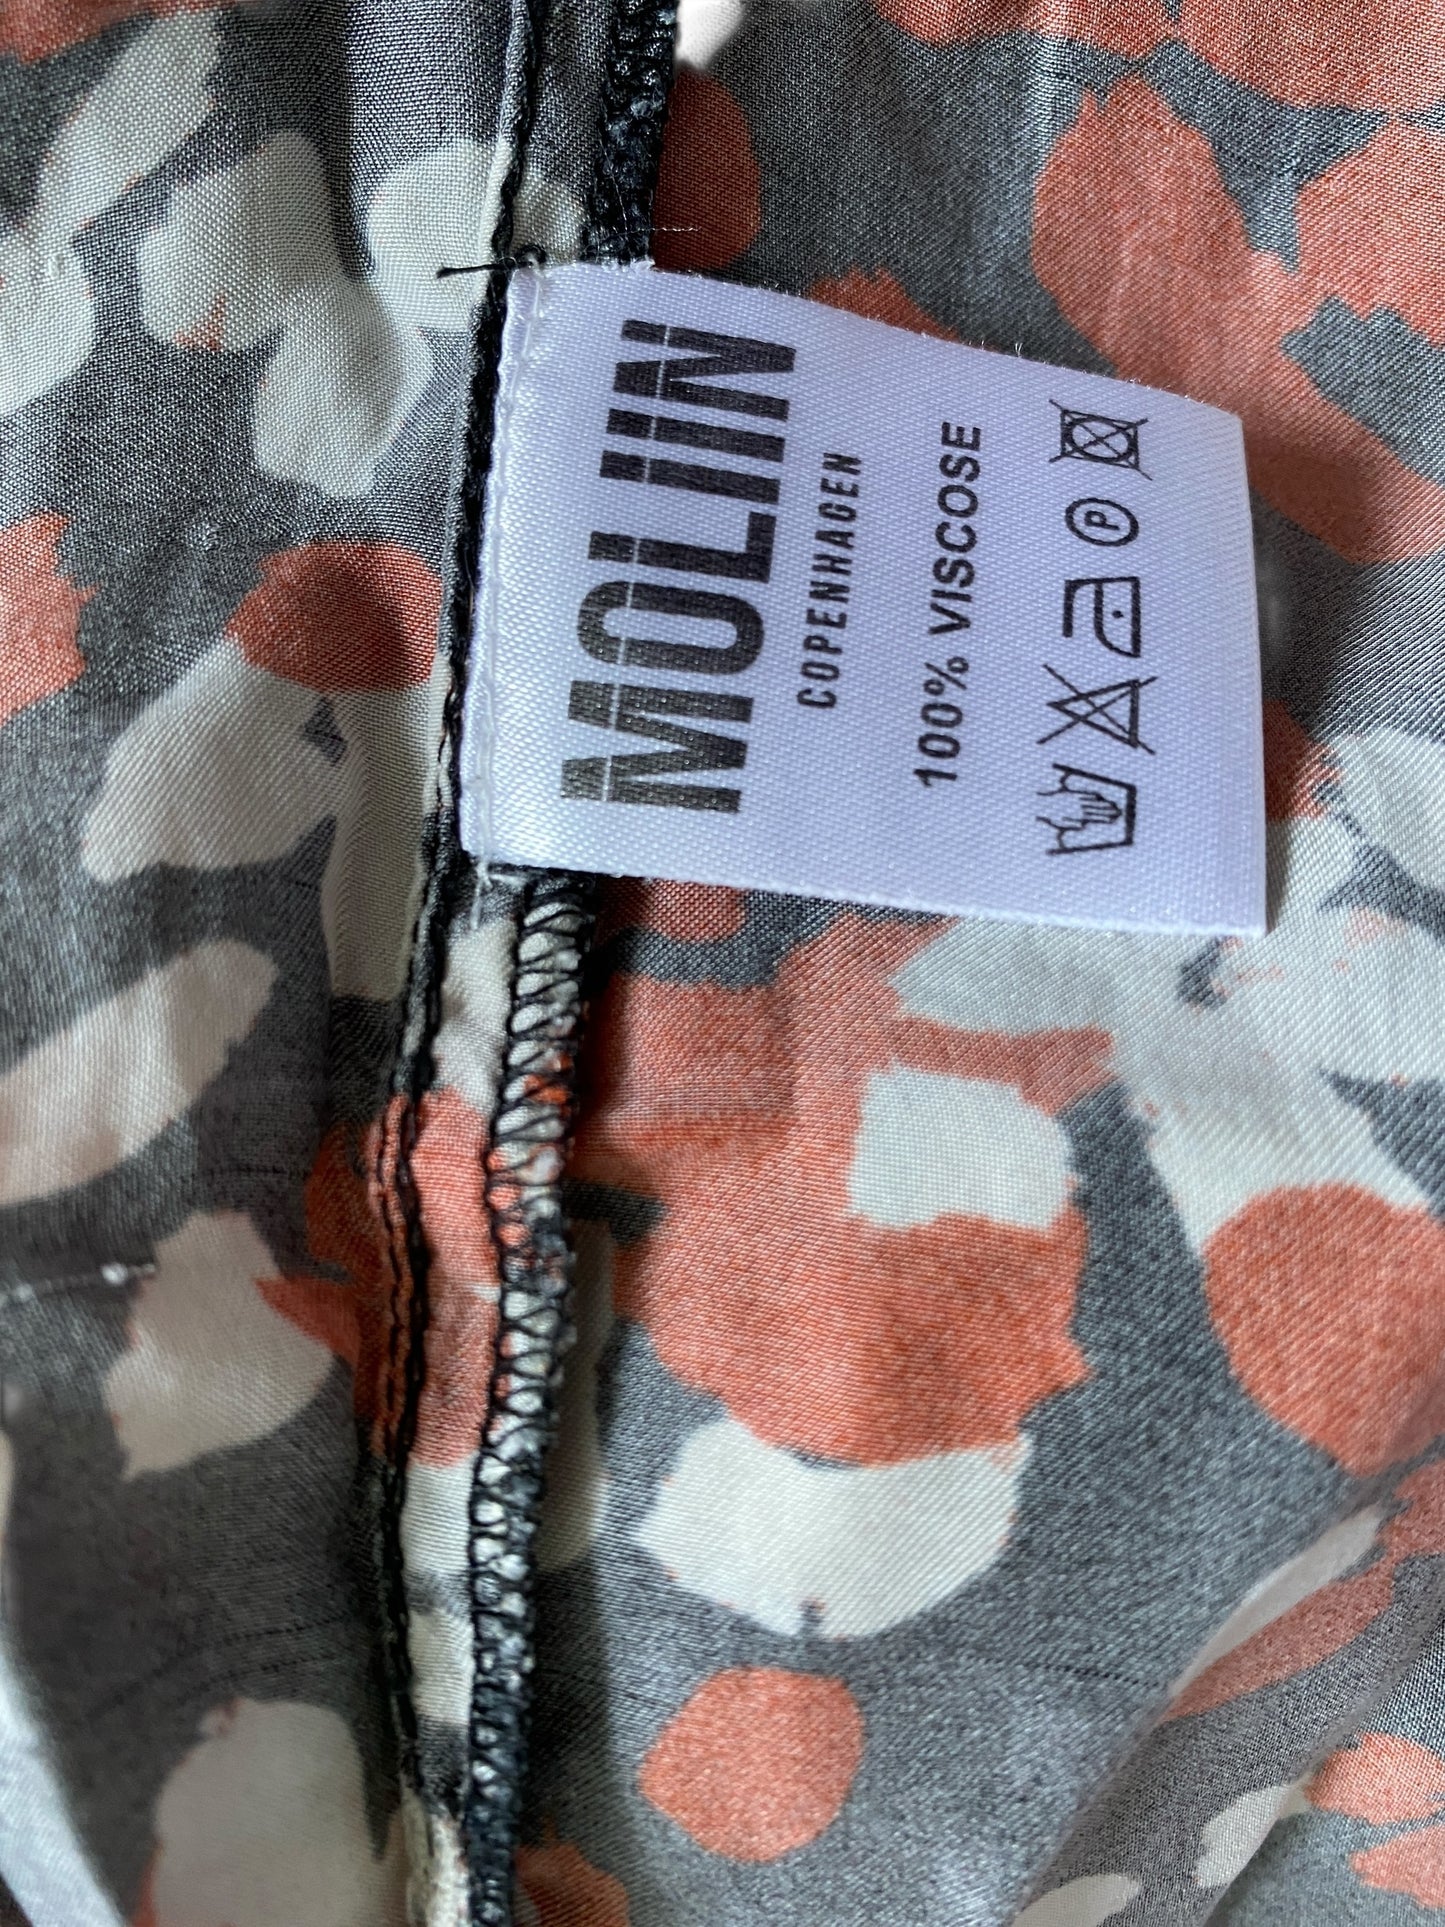 MOLIIN
COPENHAGEN
100% VISCOSE
P